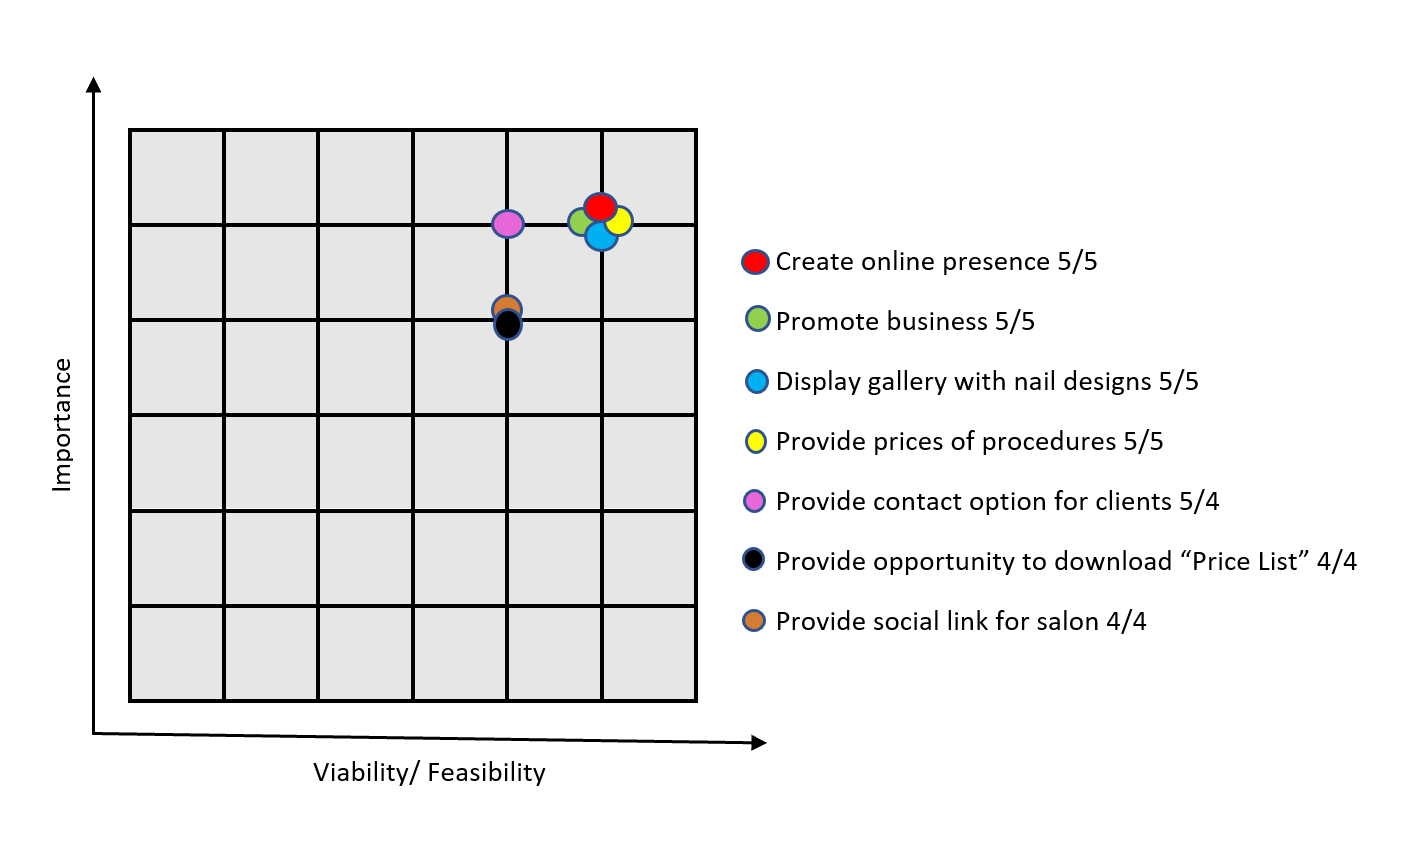 Importance
Viability/ Feasibility
Create online presence 5/5
Promote business 5/5
Display gallery with nail designs 5/5
Provide prices of procedures 5/5
Provide contact option for clients 5/4
Provide opportunity to download “Price List” 4/4
Provide social link for salon 4/4